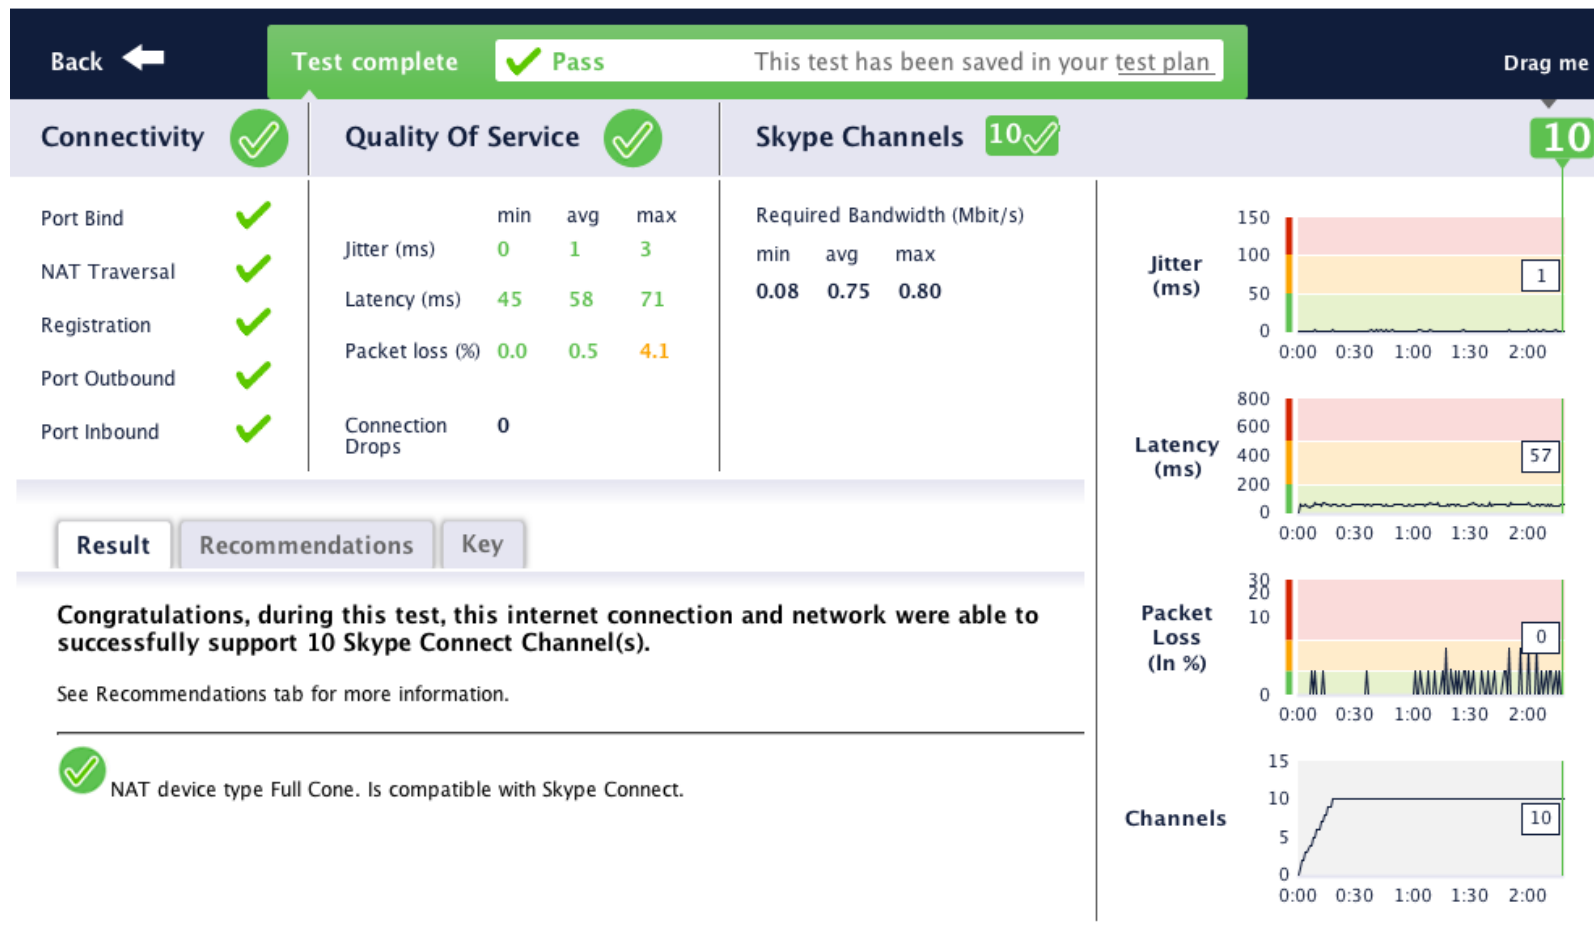 Back
Test complete
Pass
This test has been saved in your test plan
Drag me
Connectivity
Quality Of Service
Skype Channels
10
10
Port Bind
NAT Traversal
Registration
Port Outbound
Port Inbound
min avg max
Jitter (ms) 0 1 3
Latency (ms) 45 58 71
Packet loss (%) 0.0 0.5 4.1
Connection
Drops
0
Required Bandwidth (Mbit/s)
min avg max
0.08 0.75 0.80
Result
Recommendations
Key
Congratulations, during this test, this internet connection and network were able to
successfully support 10 Skype Connect Channel(s).
See Recommendations tab for more information.
NAT device type Full Cone. Is compatible with Skype Connect.
Jitter
(ms)
150
100
50
0
1
0:00 0:30 1:00 1:30 2:00
Latency
(ms)
800
600
400
200
0
57
0:00 0:30 1:00 1:30 2:00
Packet
Loss
(In %)
30
20
10
0
0
0:00 0:30 1:00 1:30 2:00
Channels
15
10
5
0
10
0:00 0:30 1:00 1:30 2:00